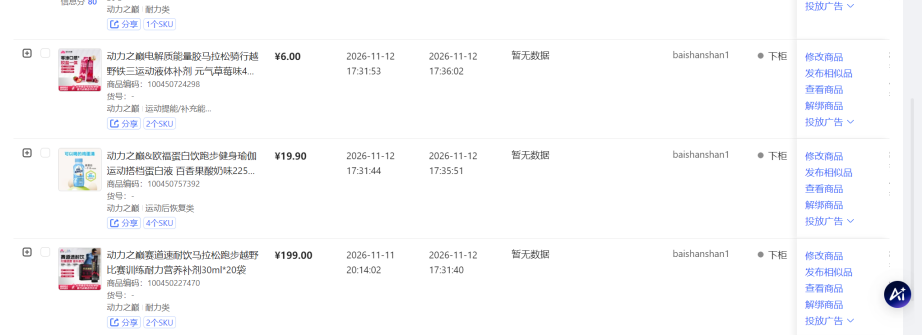 信息分 80
动力之巅 耐力类
分享 1个SKU
投放广告
动力之巅电解质能量胶马拉松骑行越
野铁三运动液体补剂 元气草莓味4...
商品编码：100450724298
货号：-
动力之巅 运动提能/补充能...
分享 2个SKU
¥6.00
2026-11-12
17:31:53
2026-11-12
17:36:02
暂无数据
baishanshan1
下柜
修改商品
发布相似品
查看商品
解绑商品
投放广告
动力之巅&欧福蛋白饮跑步健身瑜伽
运动搭档蛋白液 百香果酸奶味225...
商品编码：100450757392
货号：-
动力之巅 运动后恢复类
分享 4个SKU
¥19.90
2026-11-12
17:31:44
2026-11-12
17:35:51
暂无数据
baishanshan1
下柜
修改商品
发布相似品
查看商品
解绑商品
投放广告
动力之巅赛道速耐饮马拉松跑步越野
比赛训练耐力营养补剂30ml*20袋
商品编码：100450227470
货号：-
动力之巅 耐力类
分享 2个SKU
¥199.00
2026-11-11
20:14:02
2026-11-12
17:31:40
暂无数据
baishanshan1
下柜
修改商品
发布相似品
查看商品
解绑商品
投放广告
Ai